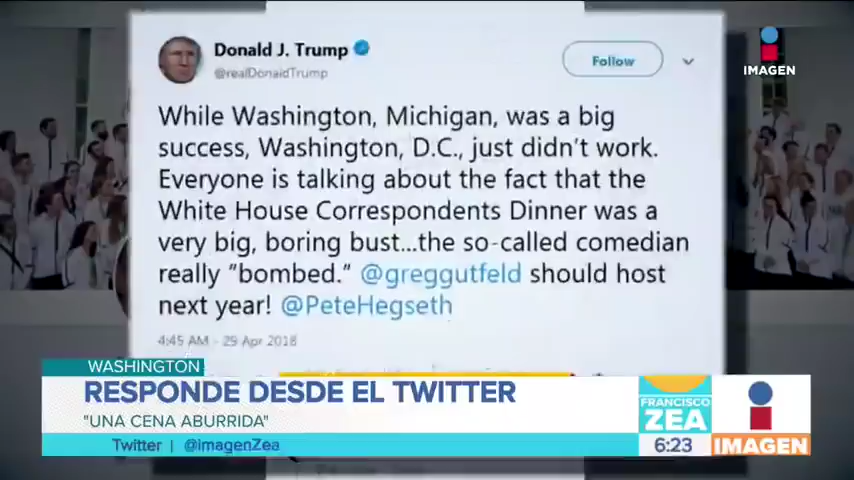 Donald J. Trump
@realDonaldTrump
Follow
IMAGEN
While Washington, Michigan, was a big
success, Washington, D.C., just didn't work.
Everyone is talking about the fact that the
White House Correspondents Dinner was a
very big, boring bust...the so-called comedian
really "bombed." @greggutfeld should host
next year! @PeteHegseth
4:45 AM - 29 Apr 2018
WASHINGTON
RESPONDE DESDE EL TWITTER
"UNA CENA ABURRIDA"
Twitter | @imagenZea
FRANCISCO
ZEA
6:23
IMAGEN